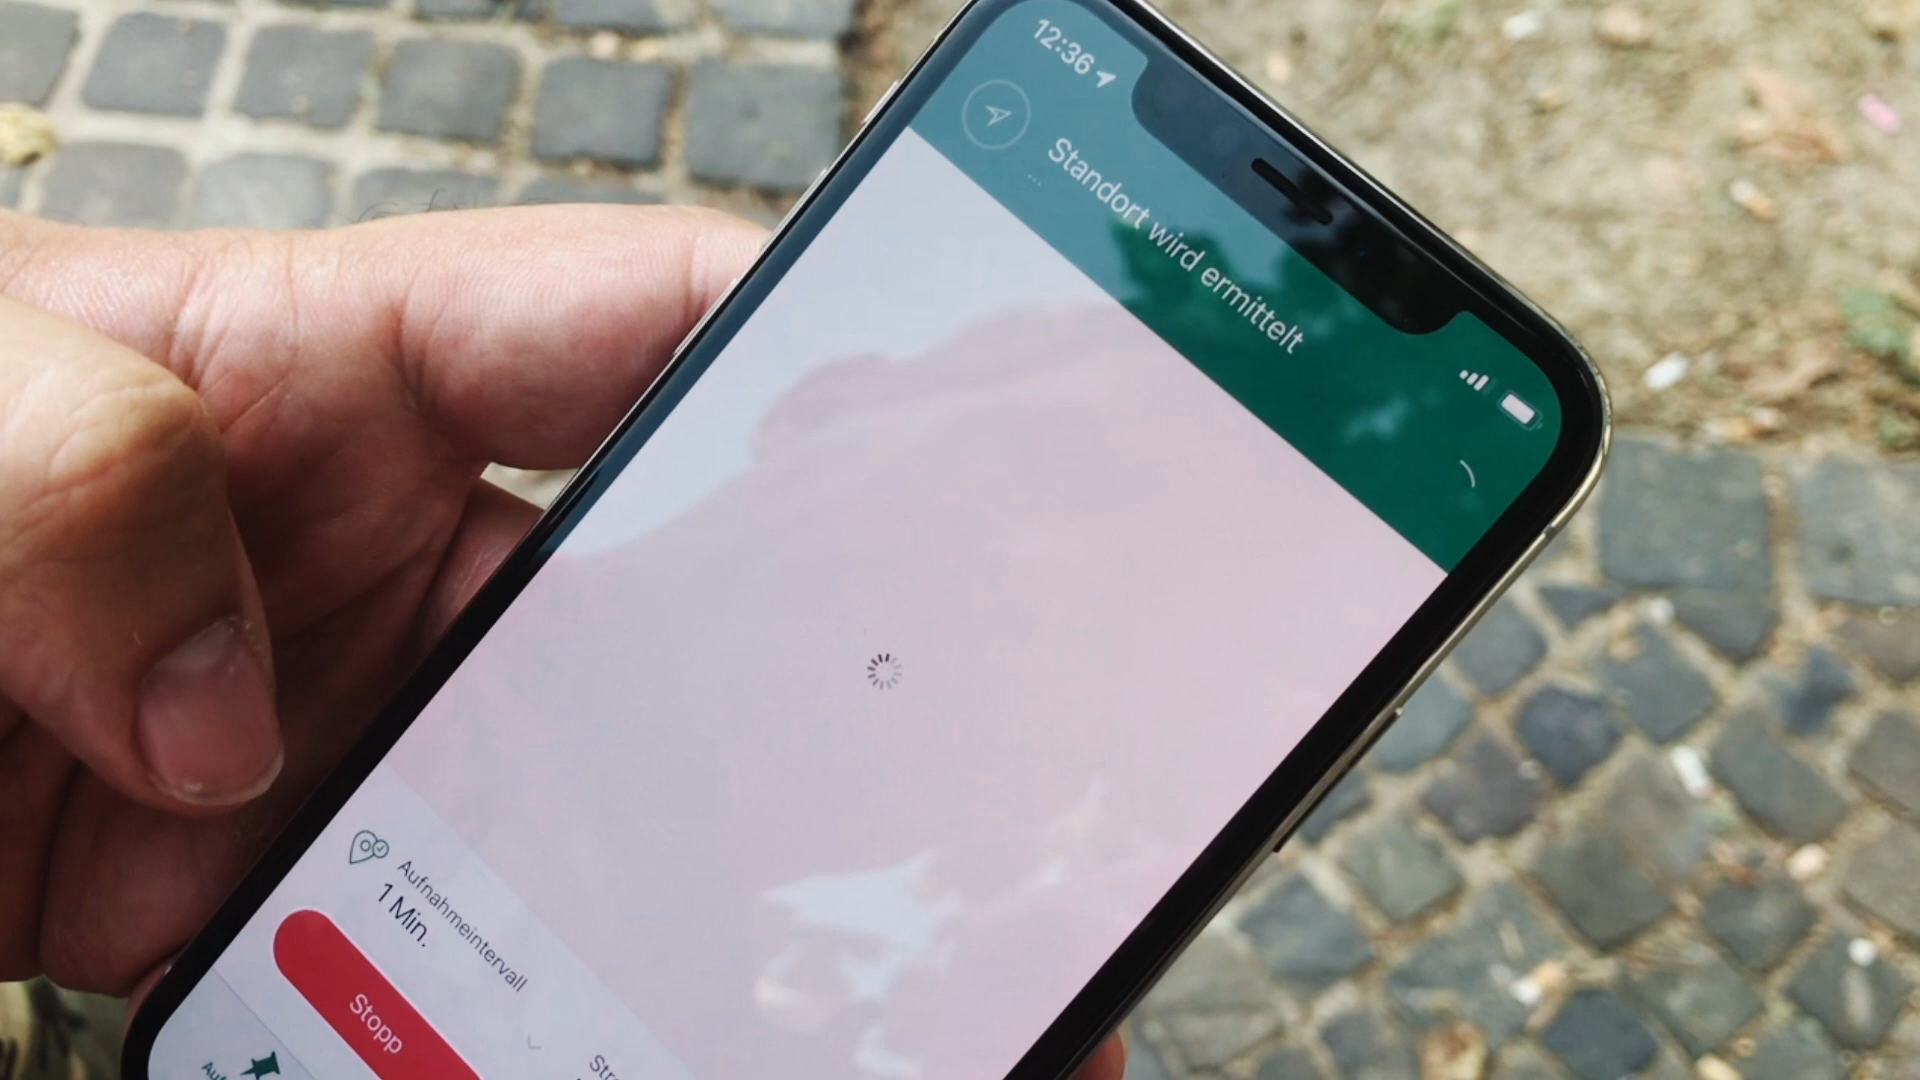 12:36
Standort wird ermittelt
...
Aufnahmeintervall
1 Min.
Stopp